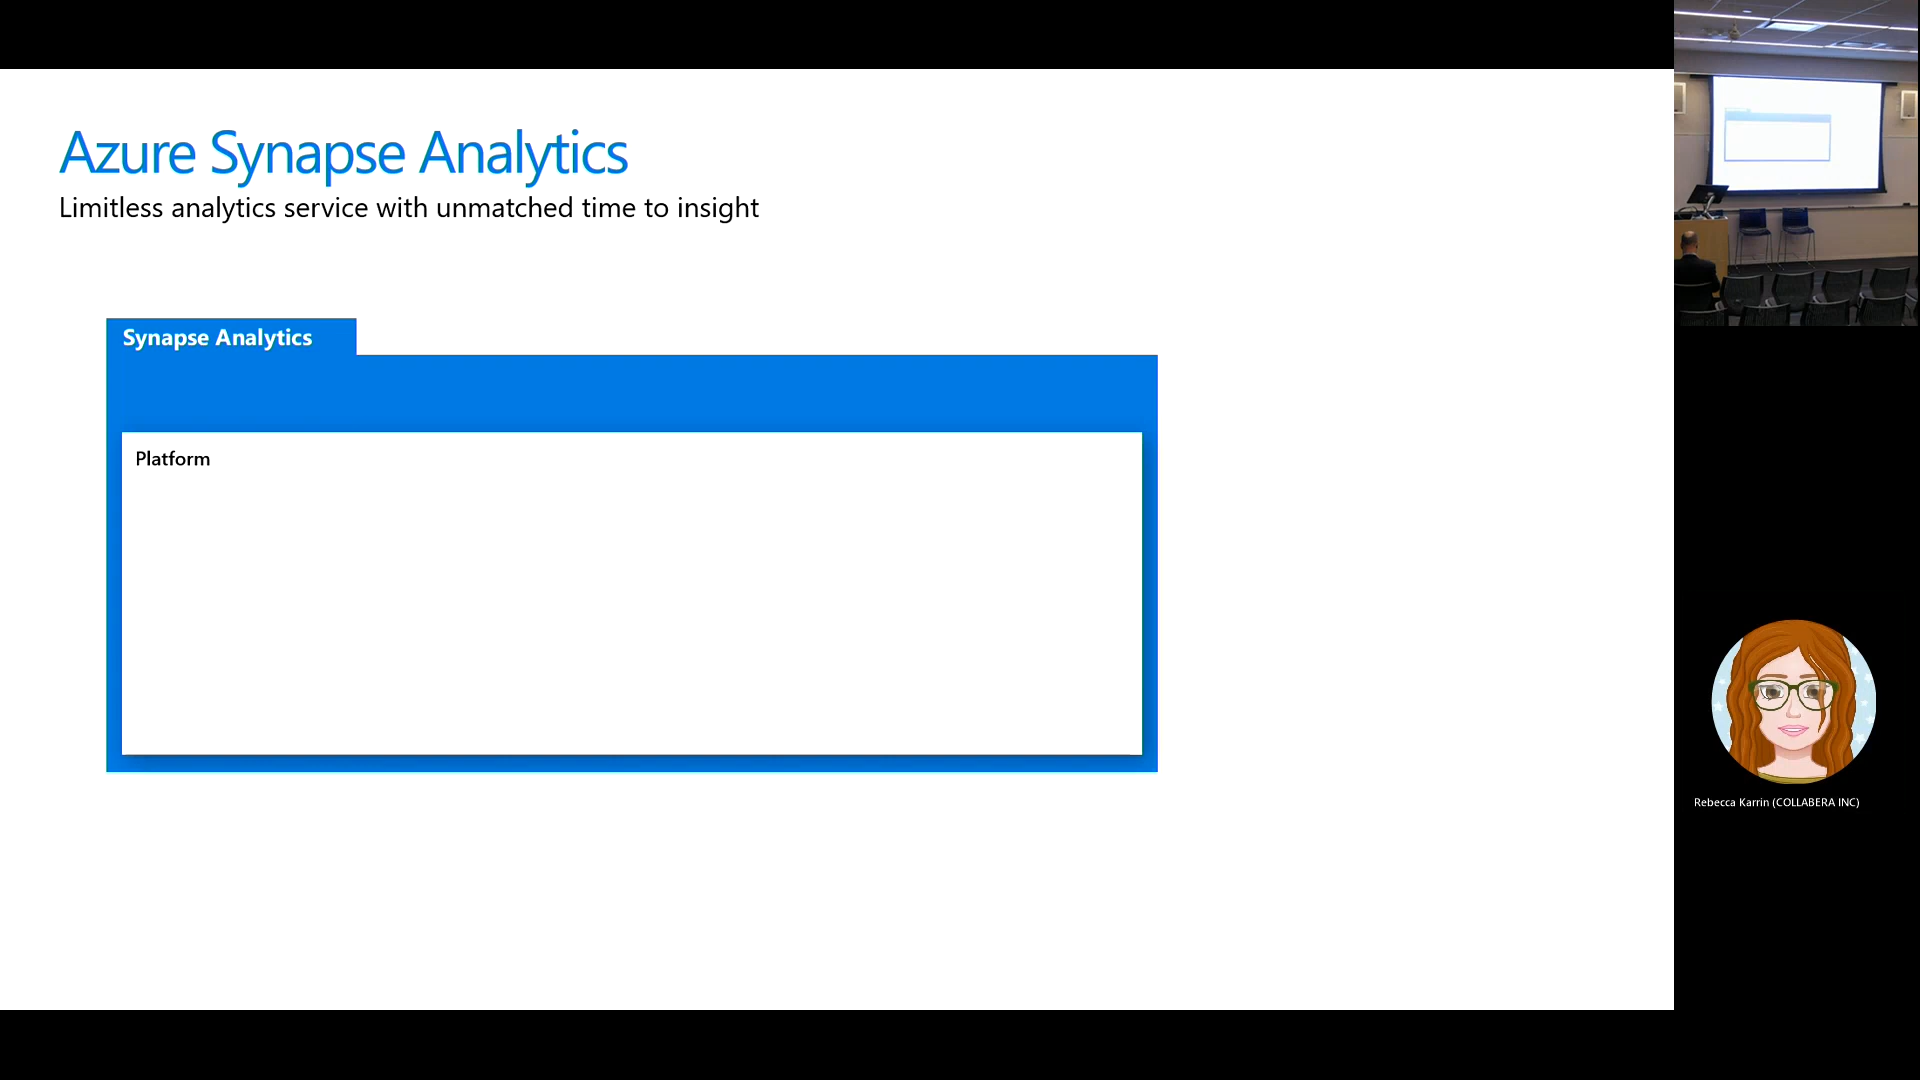 Azure Synapse Analytics
Limitless analytics service with unmatched time to insight
Synapse Analytics
Platform
Rebecca Karrin (COLLABERA INC)